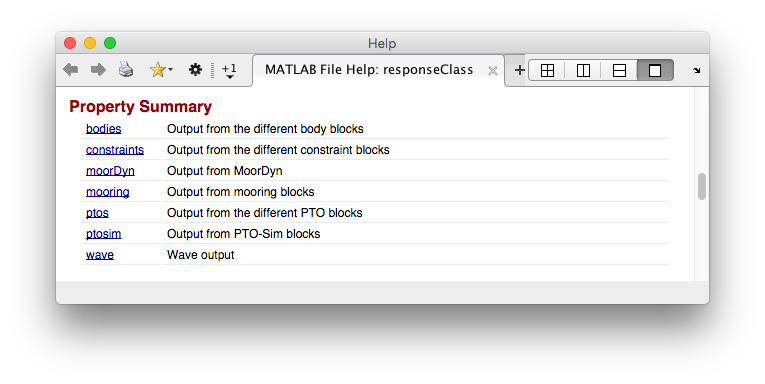 Help
+1
MATLAB File Help: responseClass
Property Summary
bodies Output from the different body blocks
constraints Output from the different constraint blocks
moorDyn Output from MoorDyn
mooring Output from mooring blocks
ptos Output from the different PTO blocks
ptosim Output from PTO-Sim blocks
wave Wave output